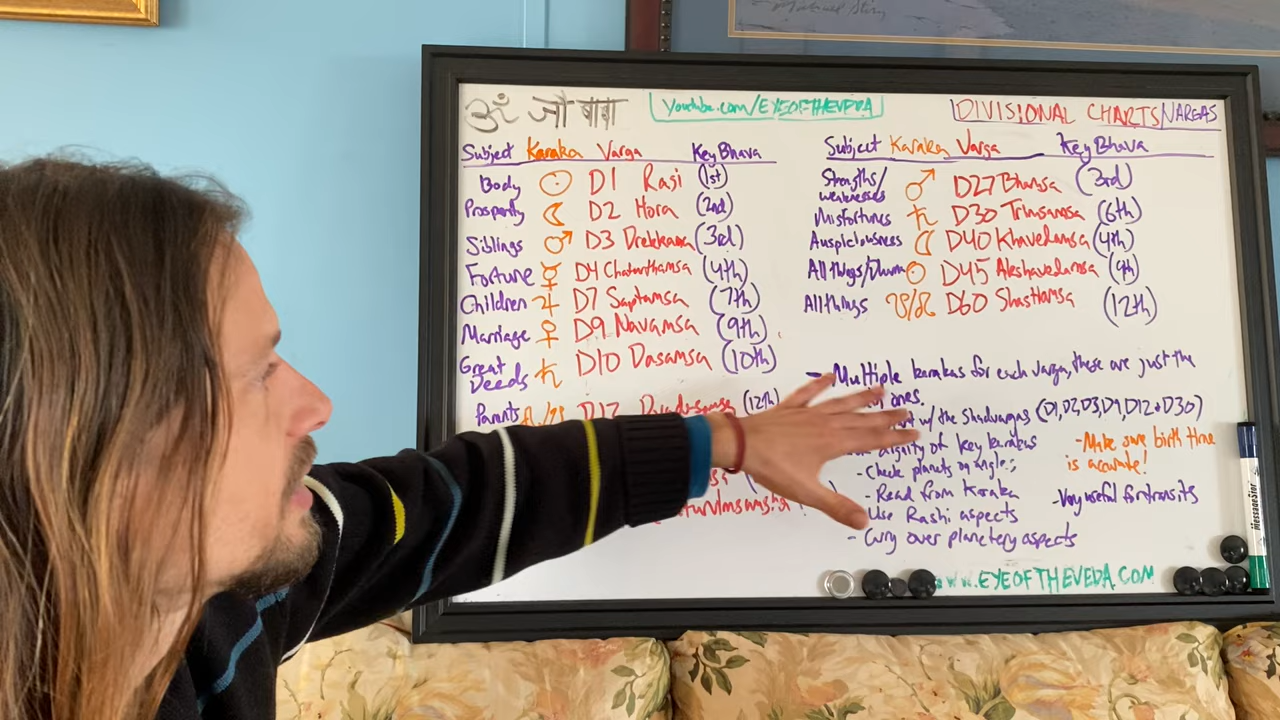 ॐ जौ बाबा
Youtube.com/EYEOFTHEVEDA
DIVISIONAL CHARTS/VARGAS
Subject Karaka Varga Key Bhava
Body ☉ D1 Rasi (1st)
Prosperity ☾ D2 Hora (2nd)
Siblings ♂ D3 Drekkana (3rd)
Fortune ☿ D4 Chaturthamsa (4th)
Children ♃ D7 Saptamsa (7th)
Marriage ♀ D9 Navamsa (9th)
Great Deeds ♄ D10 Dasamsa (10th)
Parents D12 (12th)
Subject Karaka Varga Key Bhava
Strengths/
weaknesses ♂ D27 Bhamsa (3rd)
Misfortunes ♄ D30 Trimsamsa (6th)
Auspiciousness ☾ D40 Khavedamsa (4th)
All things/Dharma ☉ D45 Akshavedamsa (9th)
All things ☋/☊ D60 Shastiamsa (12th)
- Multiple karakas for each varga, these are just the
ones.
w/ the Shadvargas (D1,D2,D3,D9,D12+D30)
dignity of key karakas
- Check planets on angles
- Read from Karaka
Use Rashi aspects
- Carry over planetary aspects
- Make sure birth time
is accurate!
- Very useful for transits
www.EYEOFTHEVEDA.COM